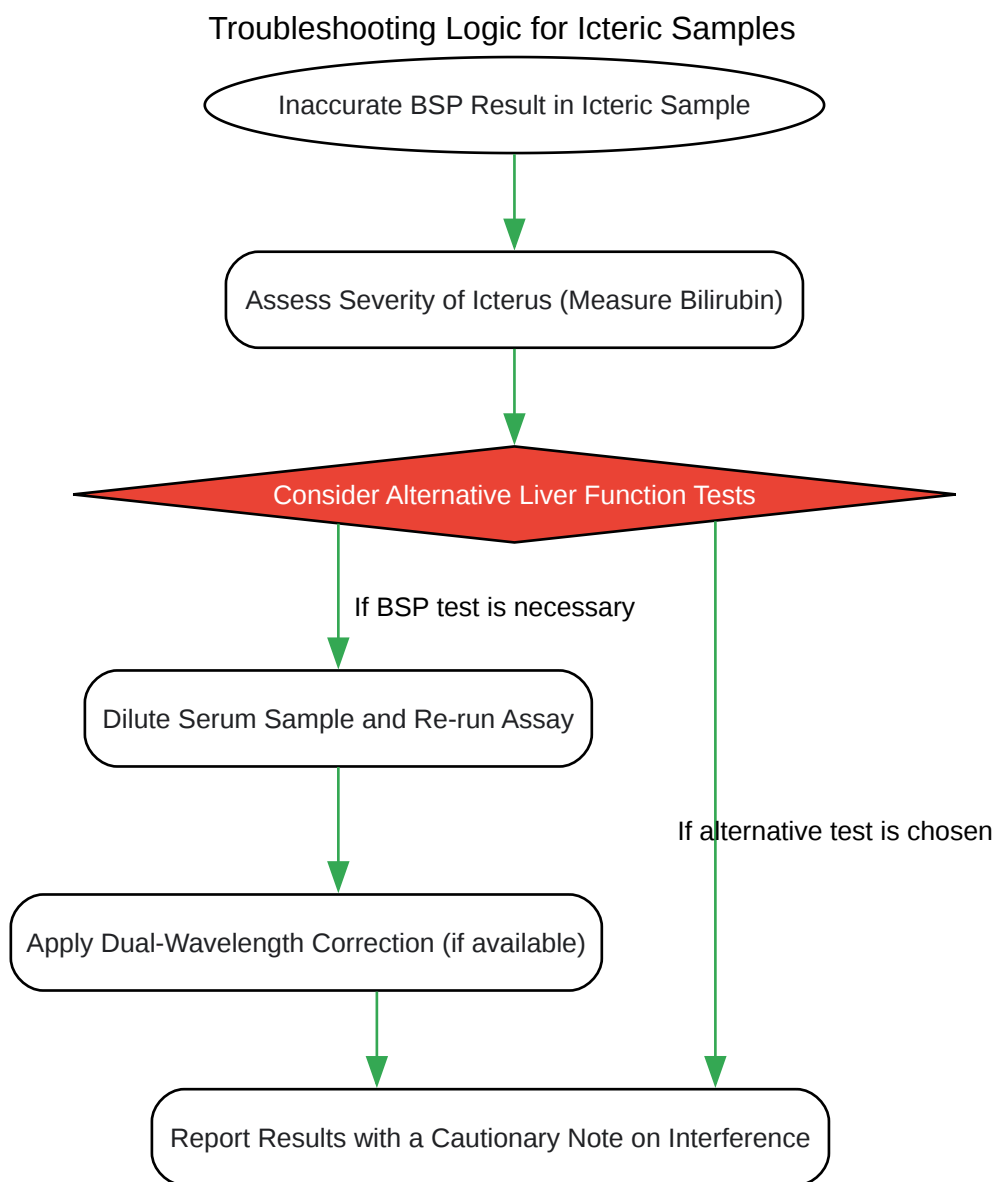 Troubleshooting Logic for Icteric Samples
Inaccurate BSP Result in Icteric Sample
Assess Severity of Icterus (Measure Bilirubin)
Consider Alternative Liver Function Tests
If BSP test is necessary
Dilute Serum Sample and Re-run Assay
If alternative test is chosen
Apply Dual-Wavelength Correction (if available)
Report Results with a Cautionary Note on Interference